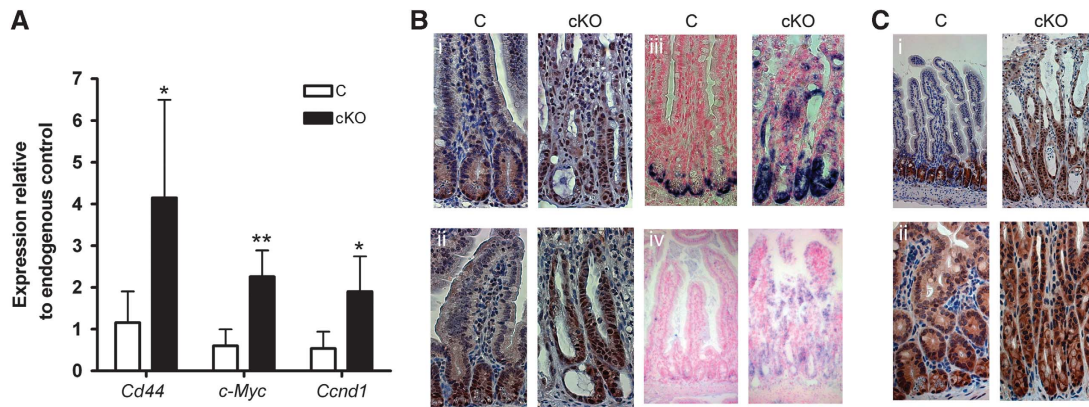 A
Expression relative
to endogenous control
7
6
5
4
3
2
1
0
C
cKO
*
**
*
Cd44
c-Myc
Ccnd1
B
C
cKO
C
cKO
i
iii
ii
iv
C
C
cKO
i
ii